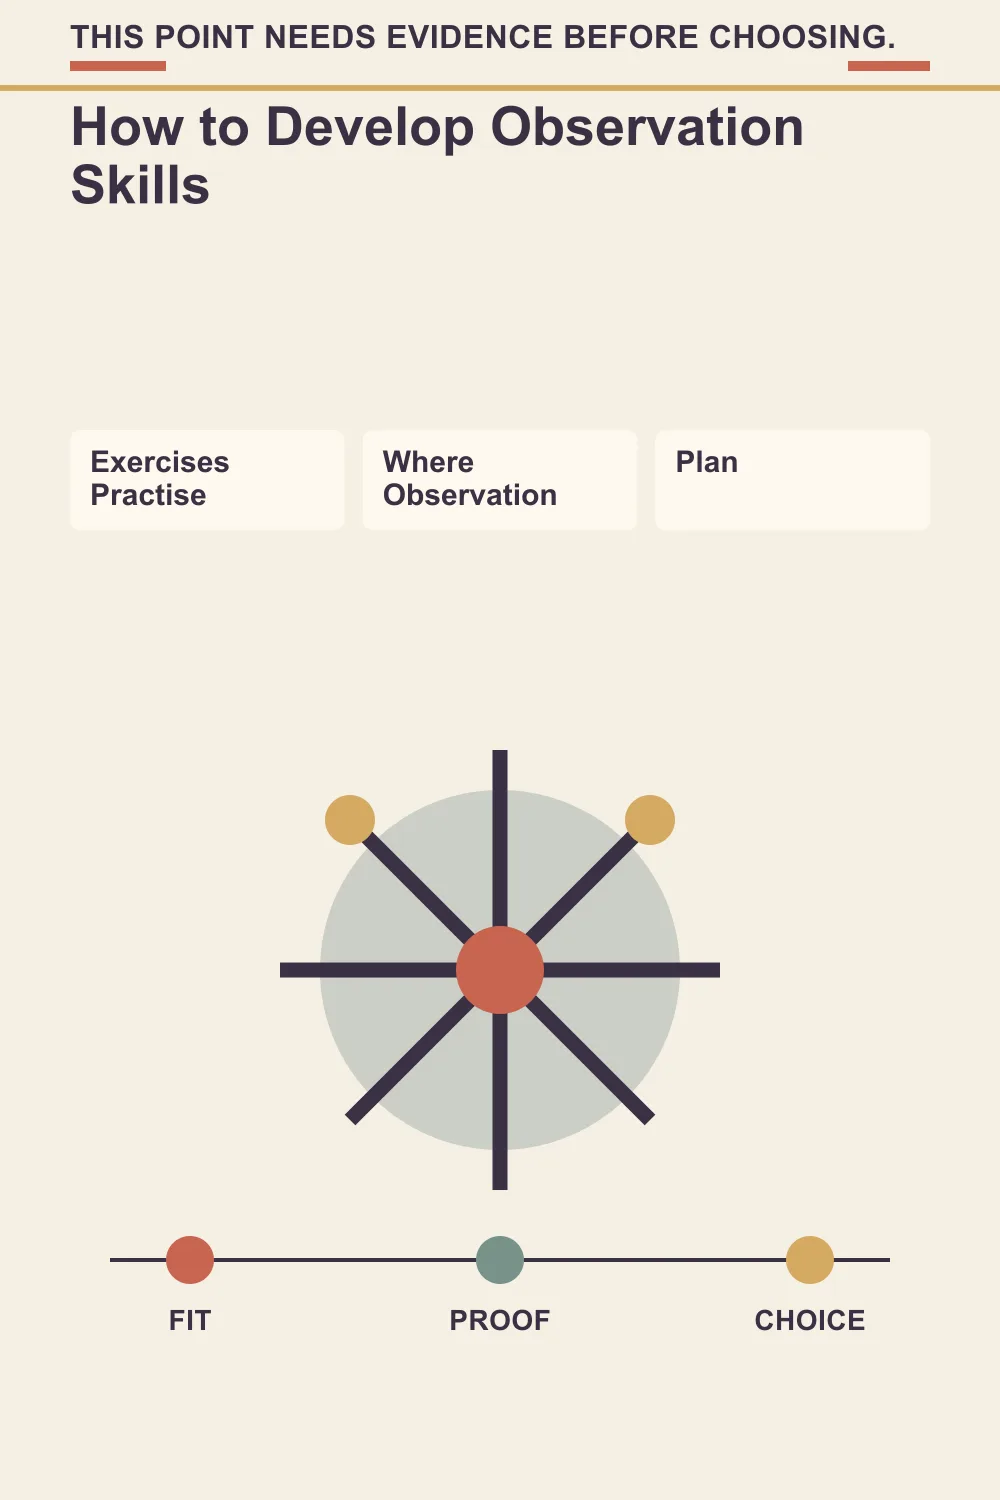 THIS POINT NEEDS EVIDENCE BEFORE CHOOSING.
How to Develop Observation
Skills
Exercises
Practise
Where
Observation
Plan
FIT
PROOF
CHOICE